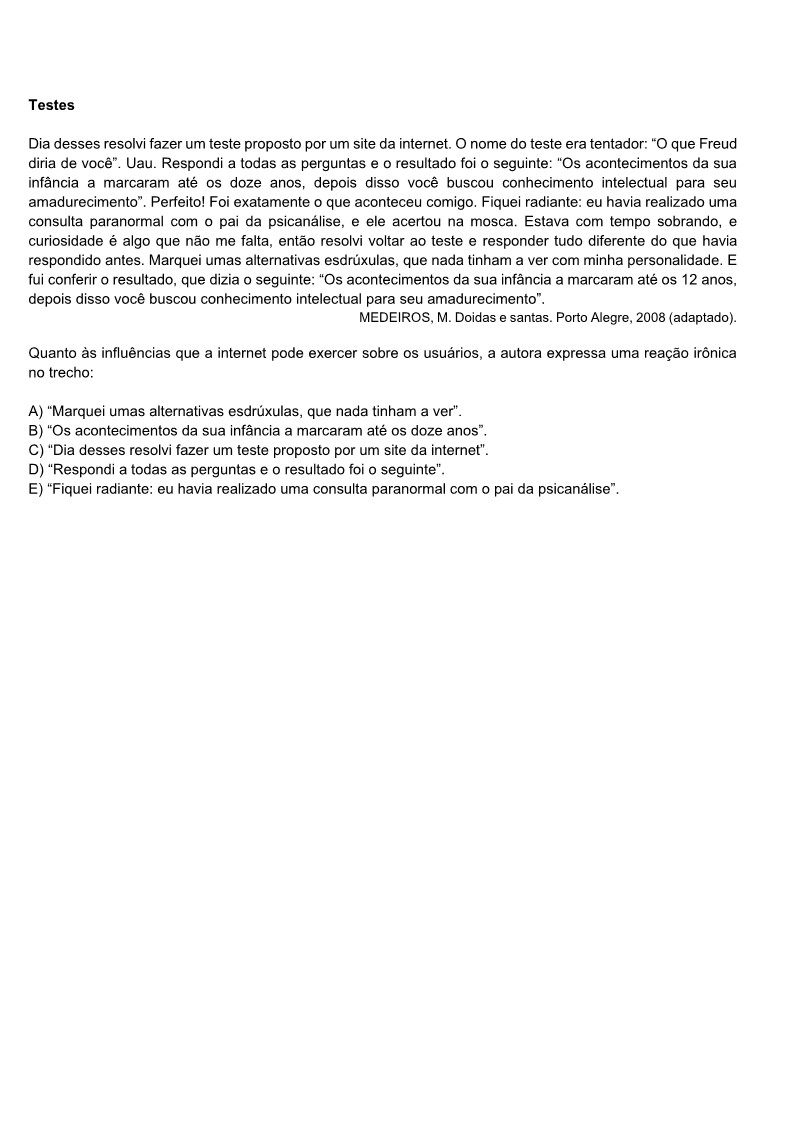 Testes
Dia desses resolvi fazer um teste proposto por um site da internet. O nome do teste era tentador: “O que Freud
diria de você”. Uau. Respondi a todas as perguntas e o resultado foi o seguinte: “Os acontecimentos da sua
infância a marcaram até os doze anos, depois disso você buscou conhecimento intelectual para seu
amadurecimento”. Perfeito! Foi exatamente o que aconteceu comigo. Fiquei radiante: eu havia realizado uma
consulta paranormal com o pai da psicanálise, e ele acertou na mosca. Estava com tempo sobrando, e
curiosidade é algo que não me falta, então resolvi voltar ao teste e responder tudo diferente do que havia
respondido antes. Marquei umas alternativas esdrúxulas, que nada tinham a ver com minha personalidade. E
fui conferir o resultado, que dizia o seguinte: “Os acontecimentos da sua infância a marcaram até os 12 anos,
depois disso você buscou conhecimento intelectual para seu amadurecimento”.
MEDEIROS, M. Doidas e santas. Porto Alegre, 2008 (adaptado).
Quanto às influências que a internet pode exercer sobre os usuários, a autora expressa uma reação irônica
no trecho:
A) “Marquei umas alternativas esdrúxulas, que nada tinham a ver”.
B) “Os acontecimentos da sua infância a marcaram até os doze anos”.
C) “Dia desses resolvi fazer um teste proposto por um site da internet”.
D) “Respondi a todas as perguntas e o resultado foi o seguinte”.
E) “Fiquei radiante: eu havia realizado uma consulta paranormal com o pai da psicanálise”.